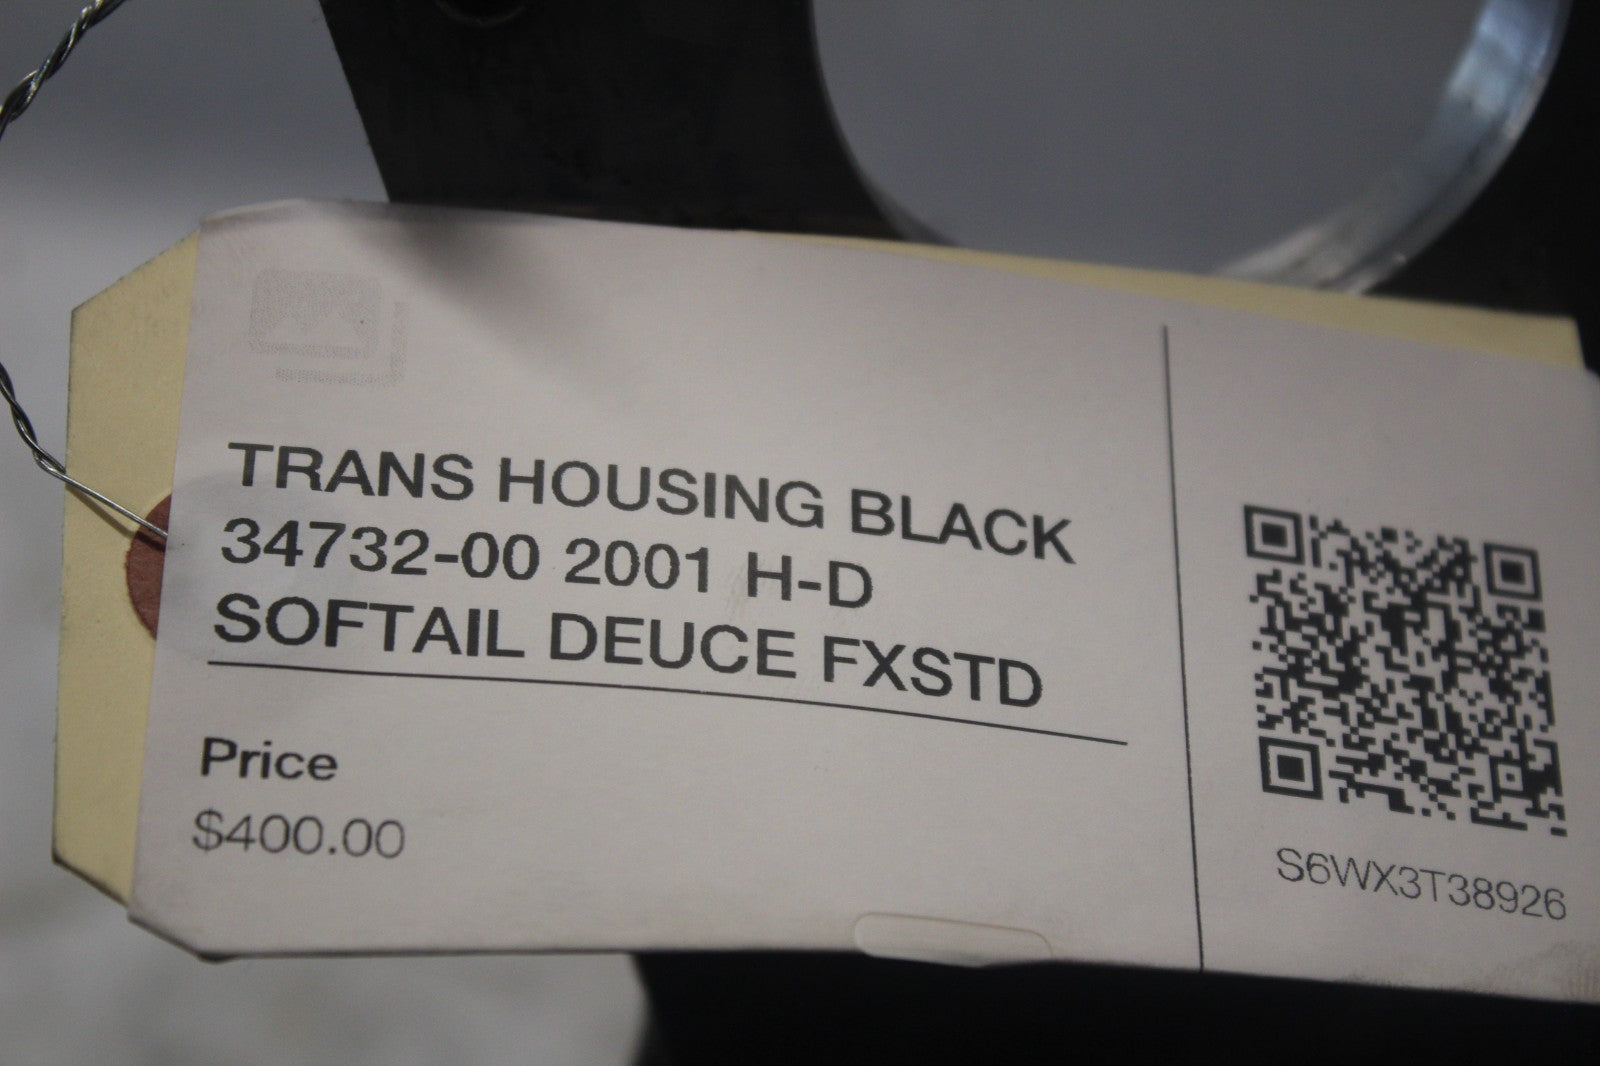 TRANS HOUSING BLACK
34732-00 2001 H-D
SOFTAIL DEUCE FXSTD
Price
$400.00
S6WX3T38926